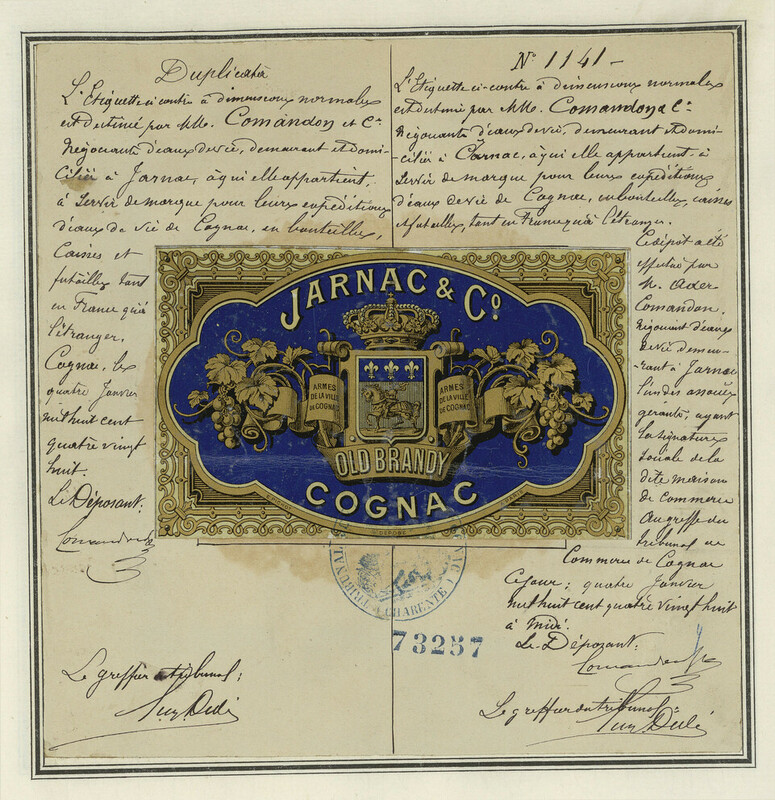 Duplicata
L'Etiquette ci-contre à dimensions normales
est destiné par MM. Comandon et Cie
Négociants d'eaux de vie, demeurant et domi-
ciliés à Jarnac, à qui elle appartient,
à servir de marque pour leurs expéditions
d'eaux de vie de Cognac, en bouteilles,
Caisses et
futailles, tant
en France qu'à
l'étranger.
Cognac, le
quatre Janvier
mil huit cent
quatre vingt
huit.
Le Déposant:
Comandon
Le greffier du tribunal:
No 1141 -
L'Etiquette ci-contre à dimensions normales
est destiné par MM. Comandon & Cie
Négociants d'eaux de vie, demeurant et domi-
ciliés à Jarnac, à qui elle appartient à
servir de marque pour leurs expéditions
d'eaux de vie de Cognac, en bouteilles, caisses
et futailles, tant en France qu'à l'étranger.
Ce dépôt a été
effectué par
M. Ader
Comandon,
Négociant d'eaux
de vie demeu-
rant à Jarnac
l'un des associés
gérants, ayant
la signature
sociale de la
dite maison
de commerce
au greffe du
tribunal de
Commerce de Cognac
Ce jour; quatre Janvier
mil huit cent quatre vingt huit
à midi.
Le Déposant:
Comandon
Le greffier du tribunal:
JARNAC & Co
ARMES
DE LA VILLE
DE COGNAC
ARMES
DE LA VILLE
DE COGNAC
OLD BRANDY
COGNAC
DÉPOSÉ
TRIBUNAL
CHARENTE
73257